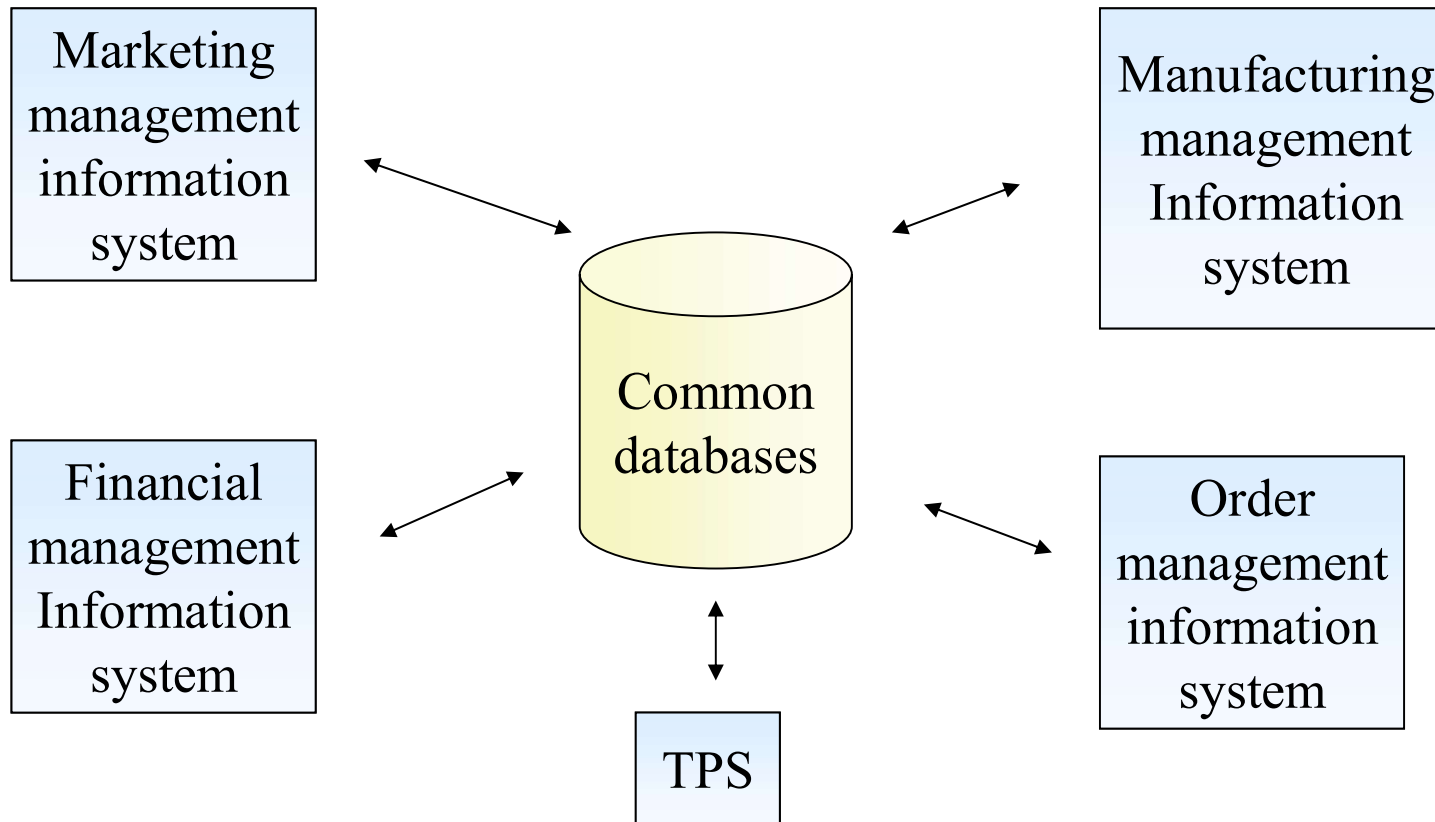 Marketing
management
information
system
Manufacturing
management
Information
system
Common
databases
Financial
management
Information
system
Order
management
information
system
TPS